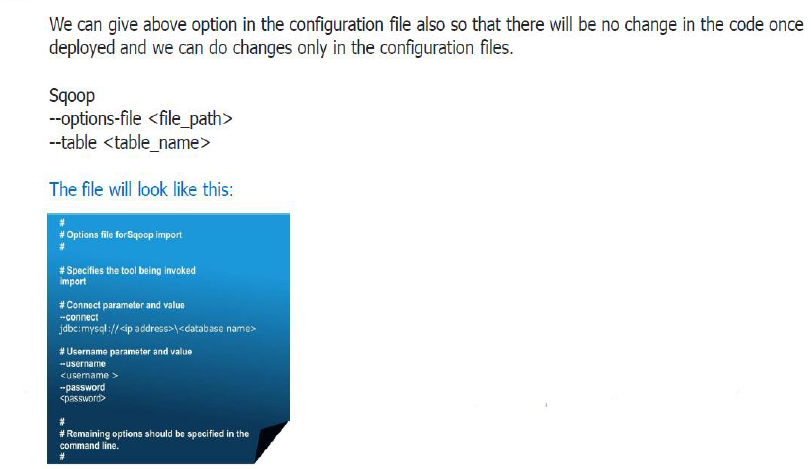 We can give above option in the configuration file also so that there will be no change in the code once
deployed and we can do changes only in the configuration files.
Sqoop
--options-file <file_path>
--table <table_name>
The file will look like this:
#
# Options file forSqoop import
#
# Specifies the tool being invoked
import
# Connect parameter and value
--connect
jdbc:mysql://<ip address>\<database name>
# Username parameter and value
--username
<username >
--password
<password>
#
# Remaining options should be specified in the
command line.
#